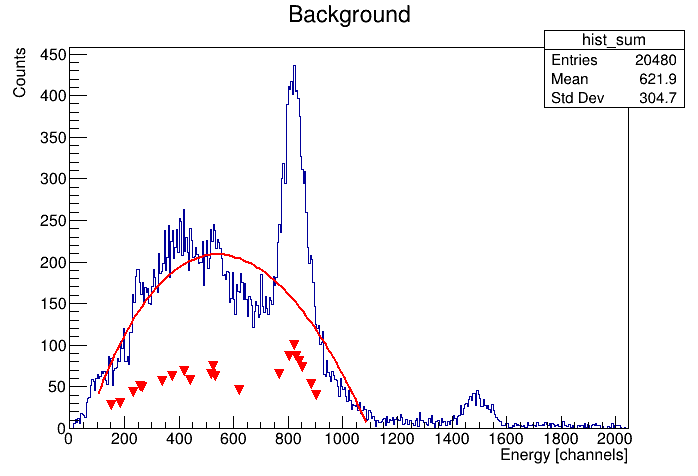 Background
hist_sum
Entries 20480
Mean 621.9
Std Dev 304.7
Counts
450
400
350
300
250
200
150
100
50
0
0 200 400 600 800 1000 1200 1400 1600 1800 2000
Energy [channels]